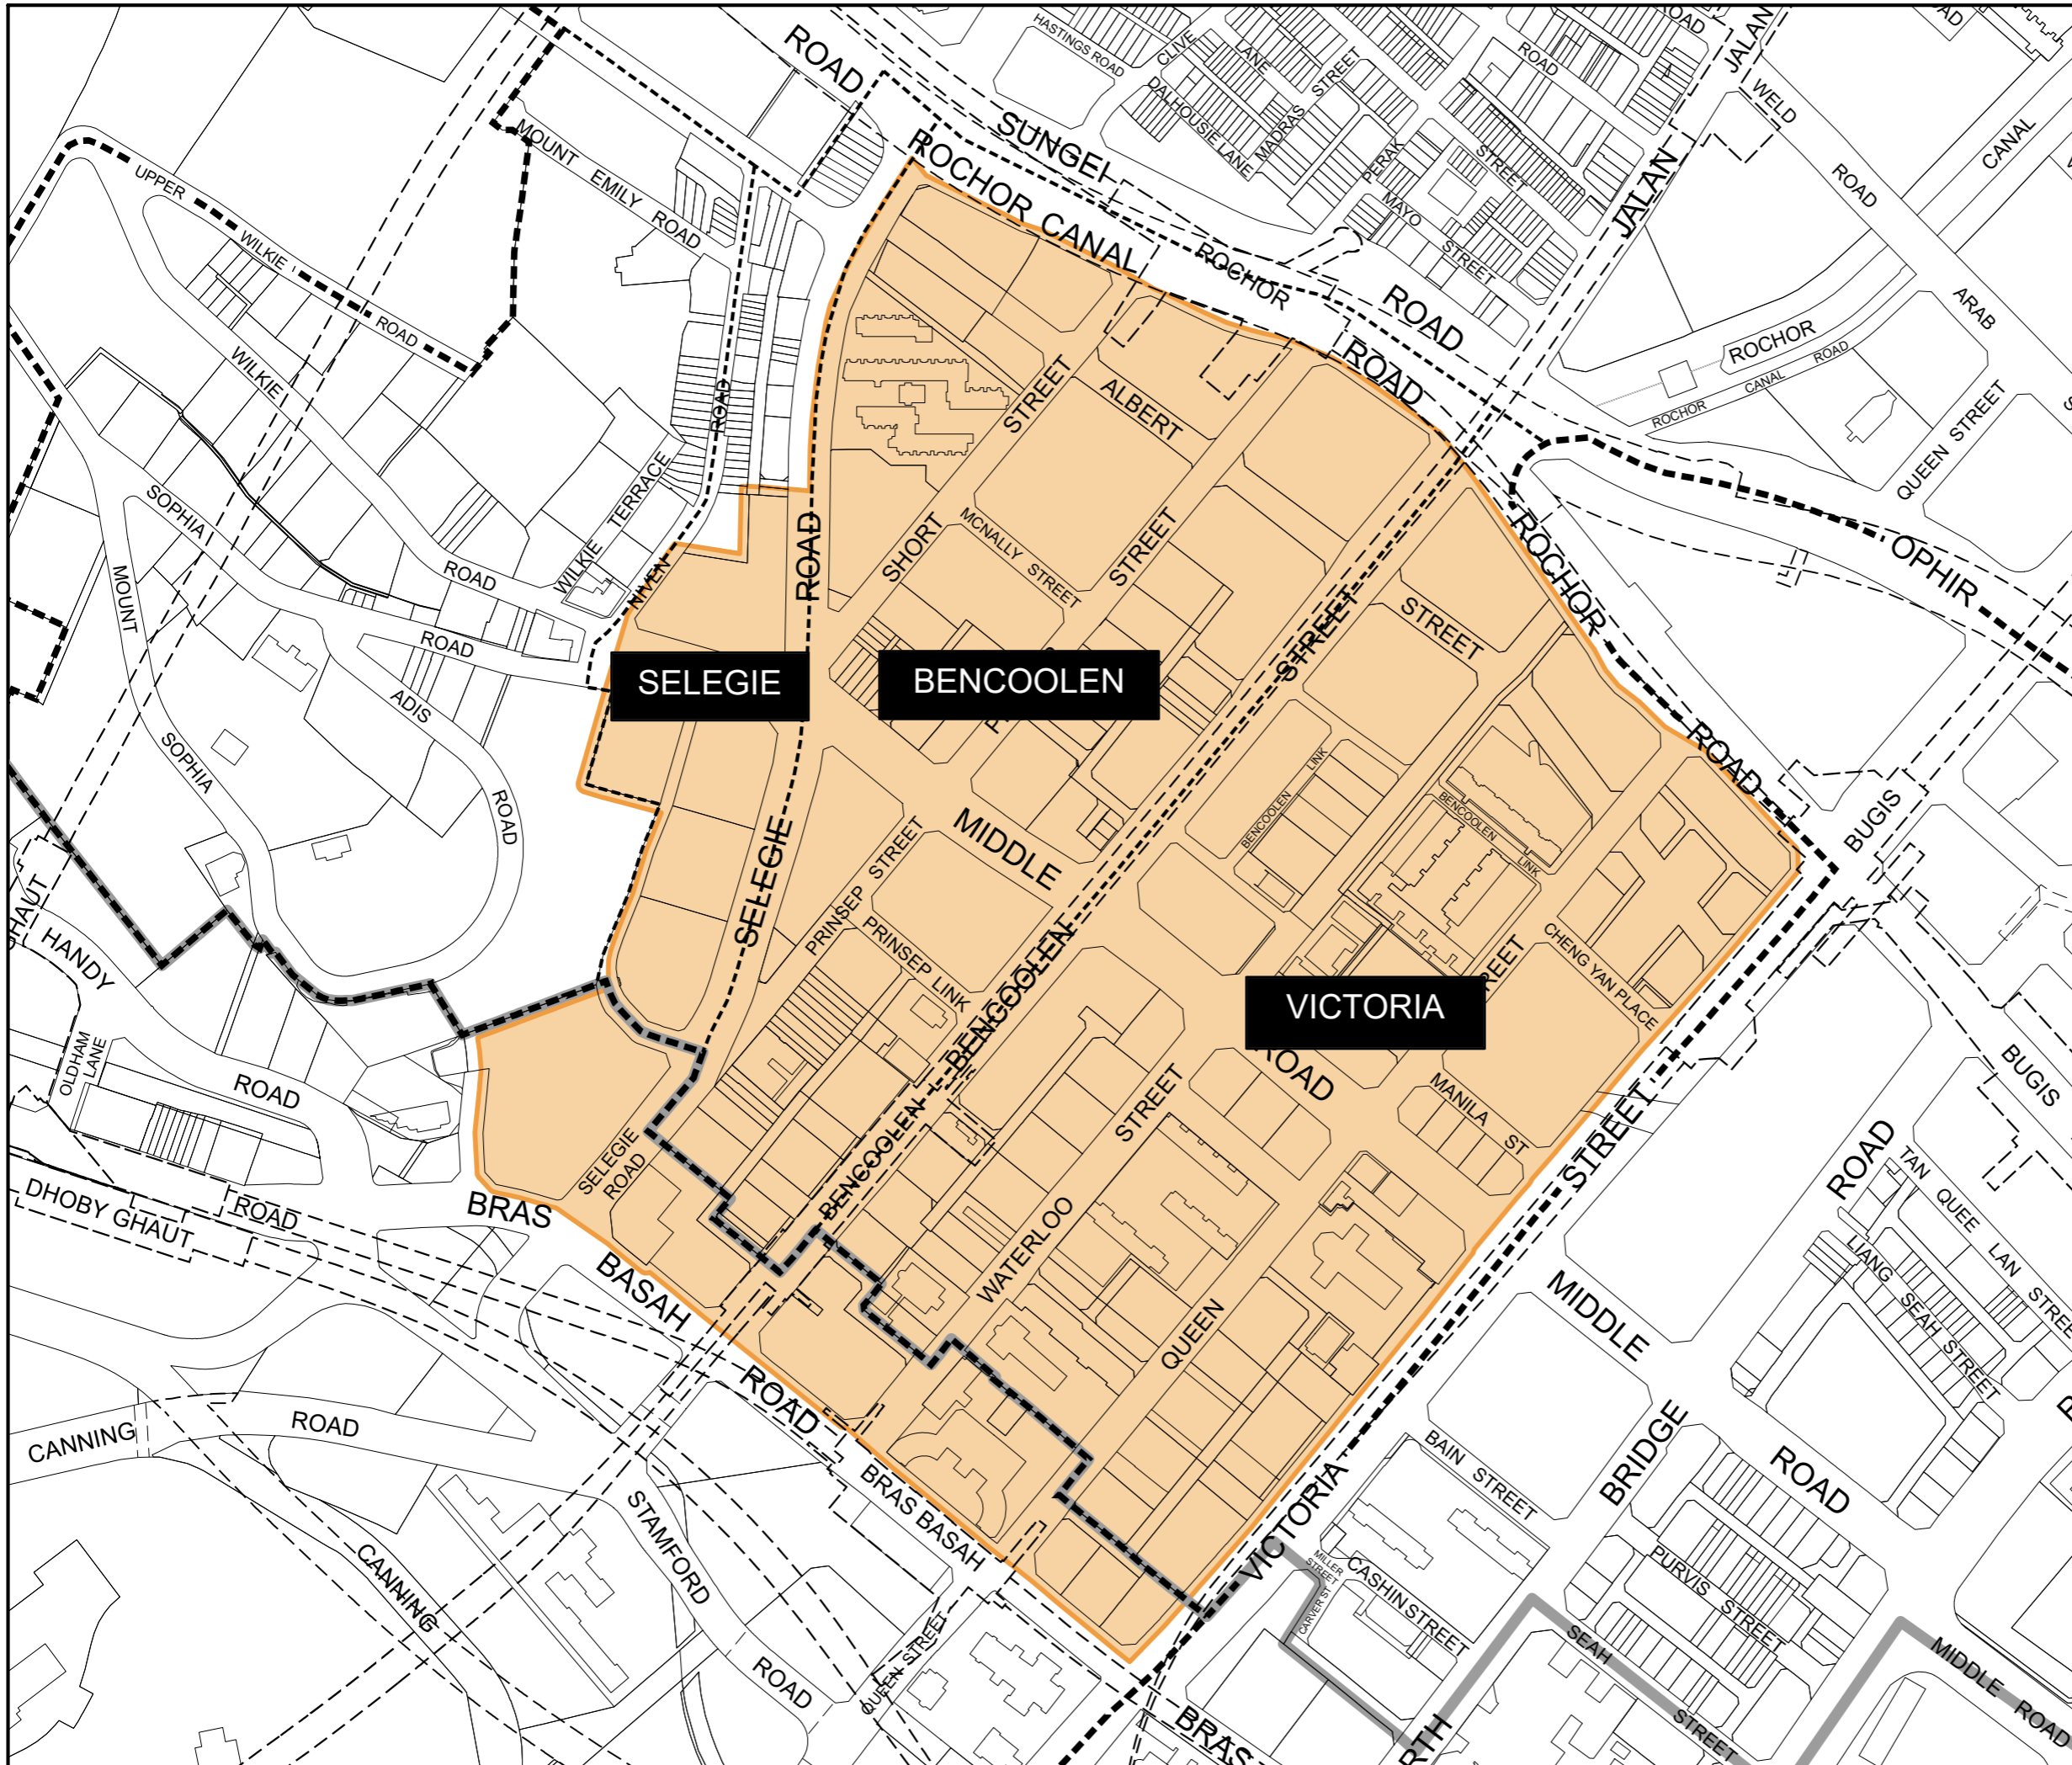 ROAD
HASTINGS ROAD
CLIVE
LANE
DALHOUSIE LANE
MADRAS
STREET
ROAD
JALAN
WELD
ROAD
CANAL
ARAB
SUNGEI
ROCHOR CANAL
ROCHOR
ROAD
ROAD
PERAK
STREET
MAYO
STREET
JALAN
MOUNT
EMILY
ROAD
UPPER
WILKIE
ROAD
WILKIE
ROAD
ROAD
ROCHOR
ROCHOR
CANAL
ROAD
QUEEN STREET
OPHIR
STREET
ALBERT
SHORT
MCNALLY STREET
STREET
ROAD
ROCHOR
ROAD
SOPHIA
ROAD
WILKIE
TERRACE
NIVEN
MOUNT
SOPHIA
ADIS
ROAD
SELEGIE
BENCOOLEN
STREET
STREET
STREET
BENCOOLEN
LINK
BENCOOLEN
LINK
BUGIS
BUGIS
SELEGIE
PRINSEP STREET
PRINSEP LINK
MIDDLE
BENCOOLEN
BENCOOLEN
BENCOOLEN
CHENG YAN PLACE
VICTORIA
ROAD
MANILA
ST
STREET
HANDY
ROAD
OLDHAM
LANE
DHOBY GHAUT
ROAD
SELEGIE
ROAD
BRAS
BASAH
ROAD
BRAS BASAH
WATERLOO
STREET
QUEEN
VICTORIA
ROAD
TAN
QUEE
LAN
LIANG
SEAH
STREET
MIDDLE
ROAD
BRIDGE
BAIN
STREET
CANNING
ROAD
CANNING
CANNING
STAMFORD
ROAD
QUEEN STREET
MILLER
STREET
CARVER ST
CASHIN STREET
PURVIS
STREET
SEAH
STREET
MIDDLE
ROAD
BRAS